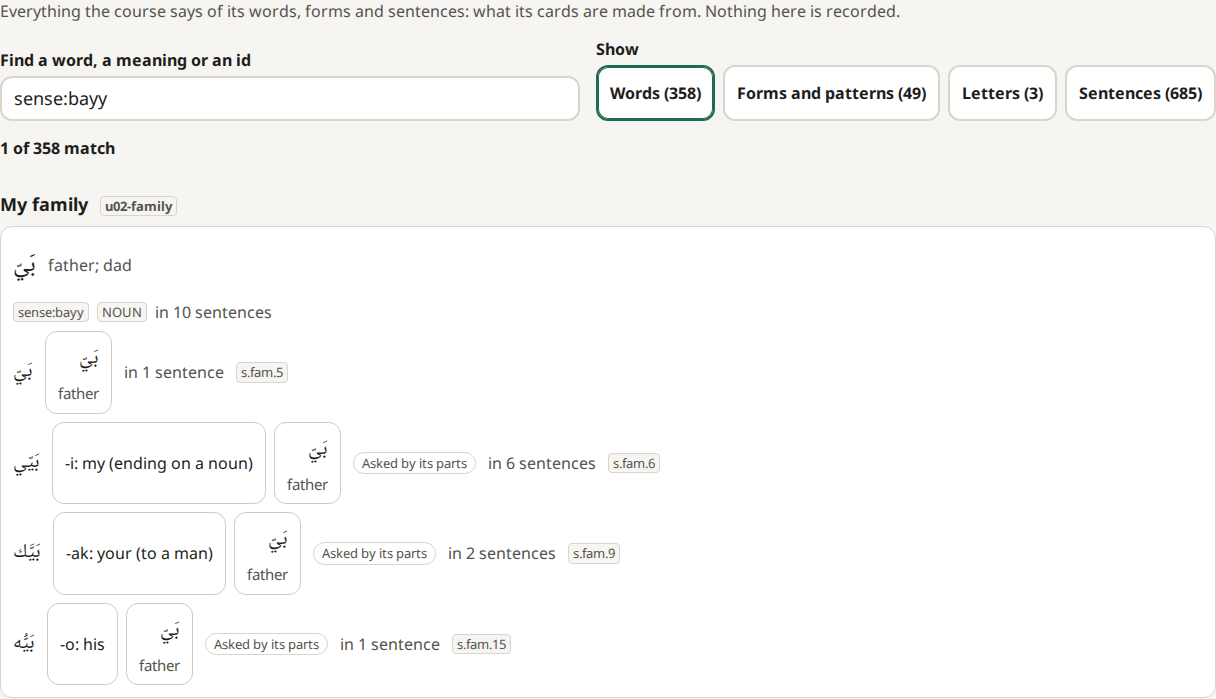 Everything the course says of its words, forms and sentences: what its cards are made from. Nothing here is recorded.
Find a word, a meaning or an id
Show
sense:bayy
Words (358)
Forms and patterns (49)
Letters (3)
Sentences (685)
1 of 358 match
My family u02-family
بَيّ father; dad
sense:bayy NOUN in 10 sentences
بَيّ
بَيّ
father
in 1 sentence s.fam.5
بَيّي
-i: my (ending on a noun)
بَيّ
father
Asked by its parts in 6 sentences s.fam.6
بَيَّك
-ak: your (to a man)
بَيّ
father
Asked by its parts in 2 sentences s.fam.9
بَيُّه
-o: his
بَيّ
father
Asked by its parts in 1 sentence s.fam.15